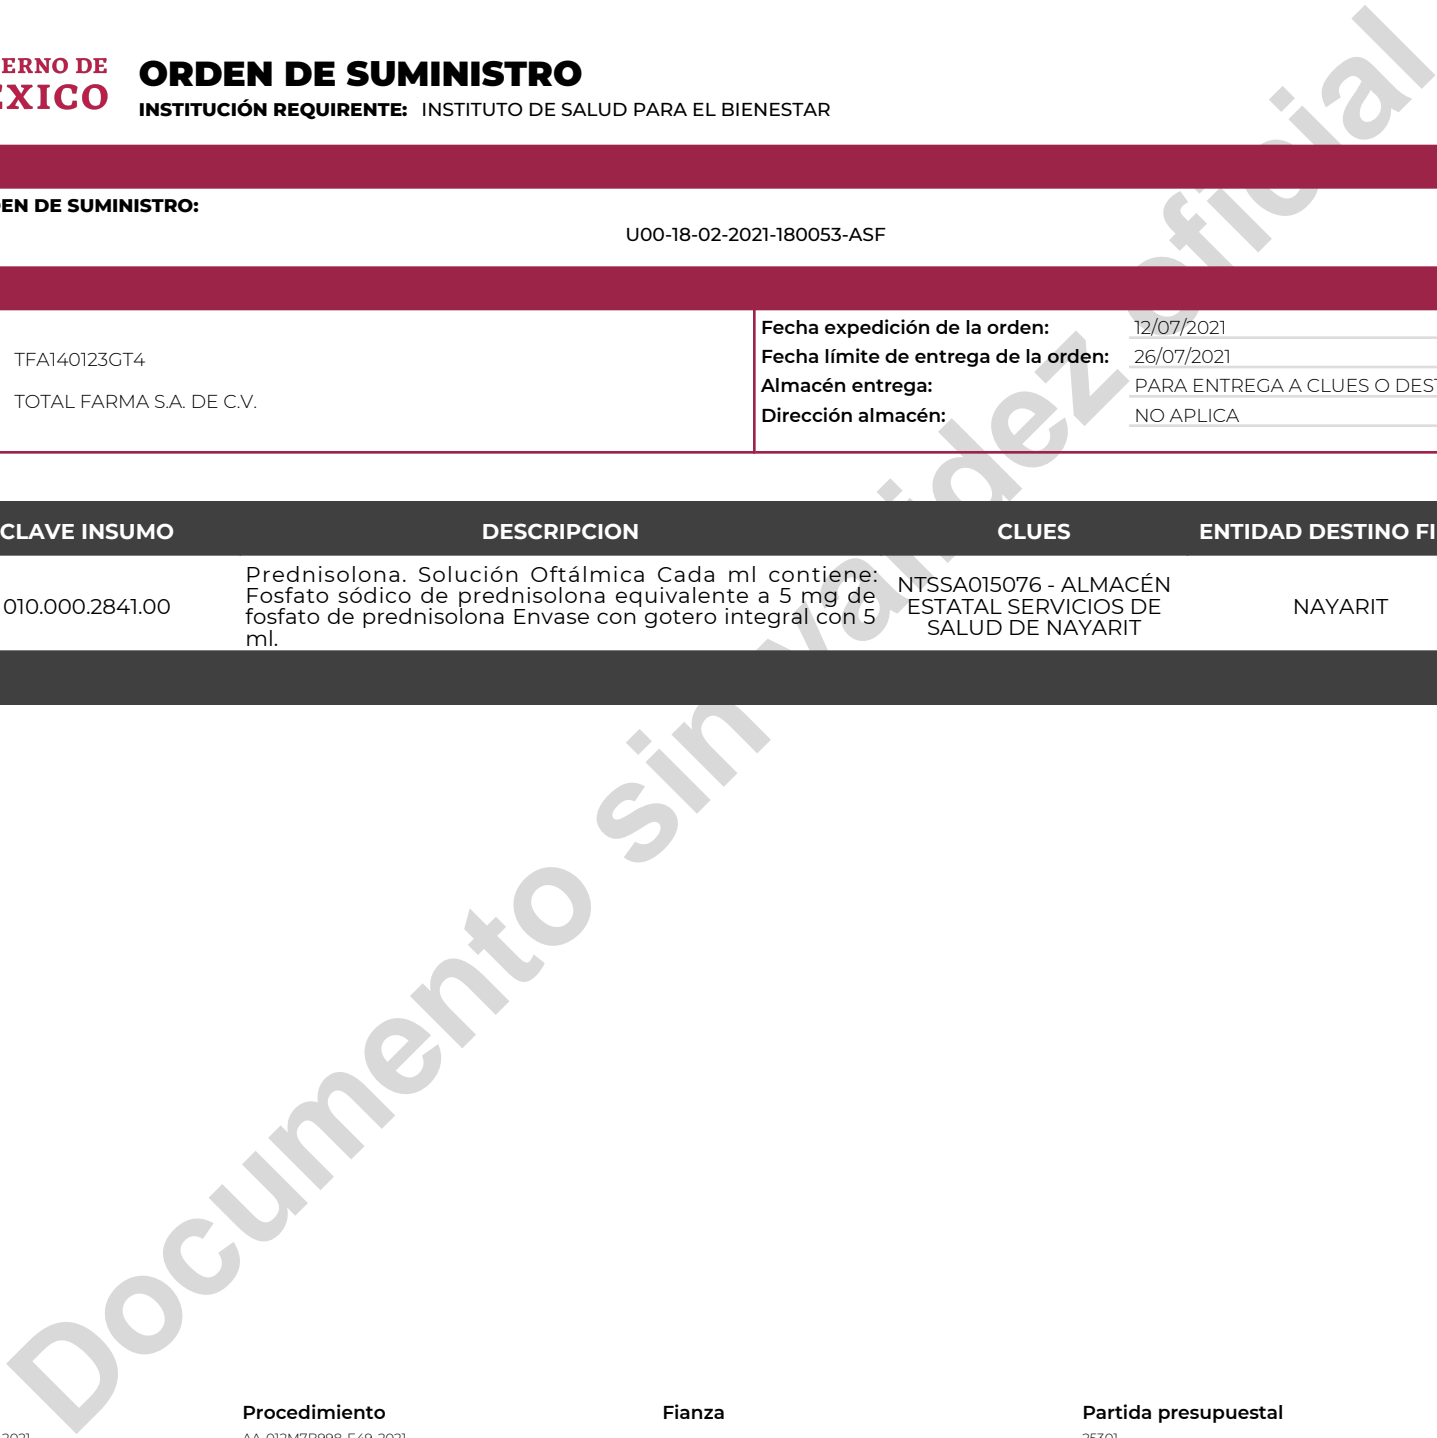 ERNO DE
EXICO
ORDEN DE SUMINISTRO
INSTITUCIÓN REQUIRENTE: INSTITUTO DE SALUD PARA EL BIENESTAR
EN DE SUMINISTRO:
U00-18-02-2021-180053-ASF
TFA140123GT4
TOTAL FARMA S.A. DE C.V.
Fecha expedición de la orden: 12/07/2021
Fecha límite de entrega de la orden: 26/07/2021
Almacén entrega: PARA ENTREGA A CLUES O DEST
Dirección almacén: NO APLICA
CLAVE INSUMO DESCRIPCION CLUES ENTIDAD DESTINO FI
010.000.2841.00
Prednisolona. Solución Oftálmica Cada ml contiene:
Fosfato sódico de prednisolona equivalente a 5 mg de
fosfato de prednisolona Envase con gotero integral con 5
ml.
NTSSA015076 - ALMACÉN
ESTATAL SERVICIOS DE
SALUD DE NAYARIT
NAYARIT
Documento sin validez oficial
Procedimiento Fianza Partida presupuestal
2021 25301